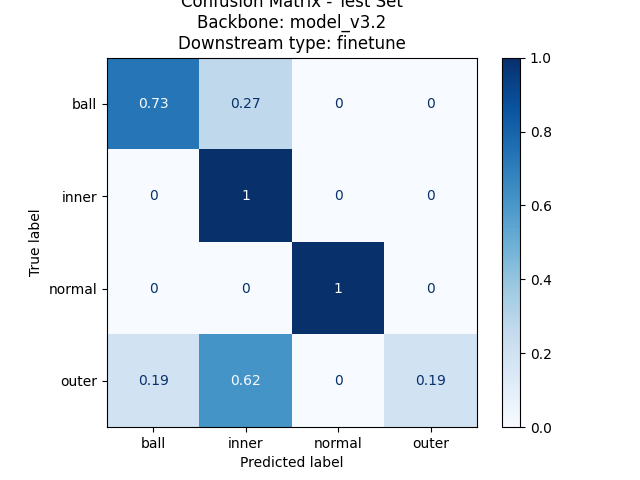 Confusion Matrix - Test Set
Backbone: model_v3.2
Downstream type: finetune
1.0
ball 0.73 0.27 0 0
0.8
inner 0 1 0 0
0.6
True label
0.4
normal 0 0 1 0
0.2
outer 0.19 0.62 0 0.19
0.0
ball inner normal outer
Predicted label